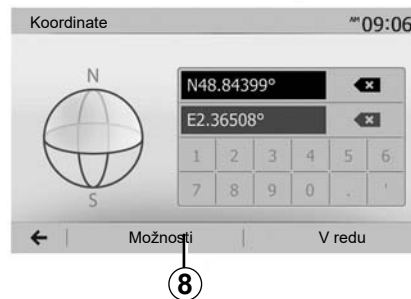 Koordinate
AM 09:06
N
S
N48.84399°
E2.36508°
1 2 3 4 5 6
7 8 9 0 . '
Možnosti
V redu
8